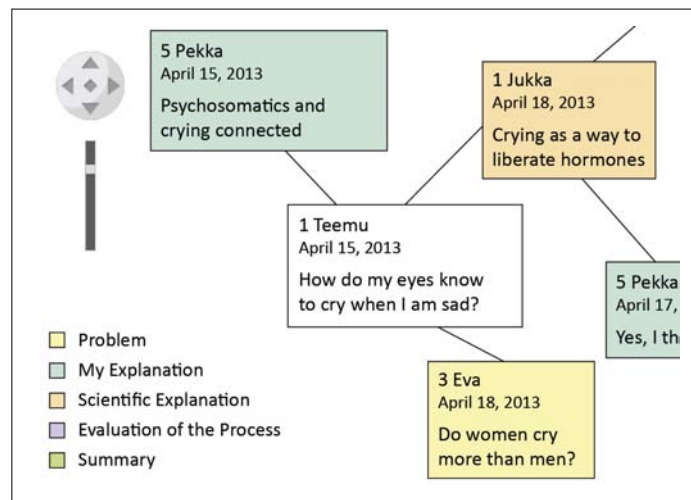 5 Pekka
April 15, 2013
Psychosomatics and
crying connected
1 Jukka
April 18, 2013
Crying as a way to
liberate hormones
1 Teemu
April 15, 2013
How do my eyes know
to cry when I am sad?
5 Pekka
April 17,
Yes, I th
3 Eva
April 18, 2013
Do women cry
more than men?
Problem
My Explanation
Scientific Explanation
Evaluation of the Process
Summary